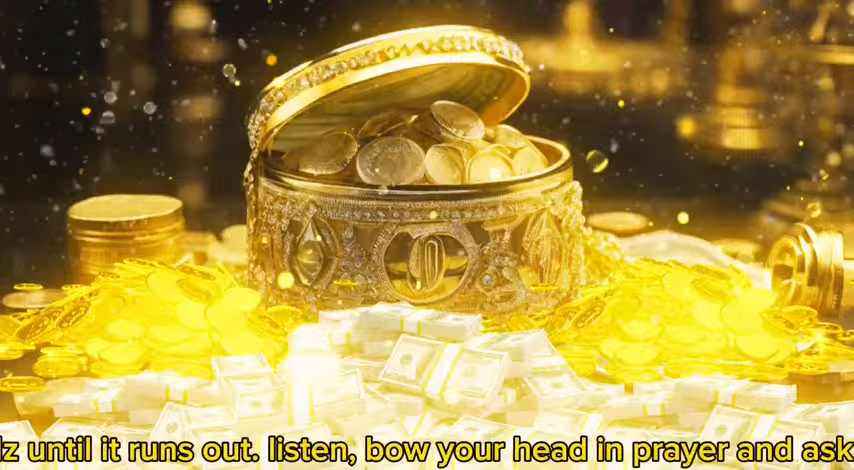 z until it runs out. listen, bow your head in prayer and ask